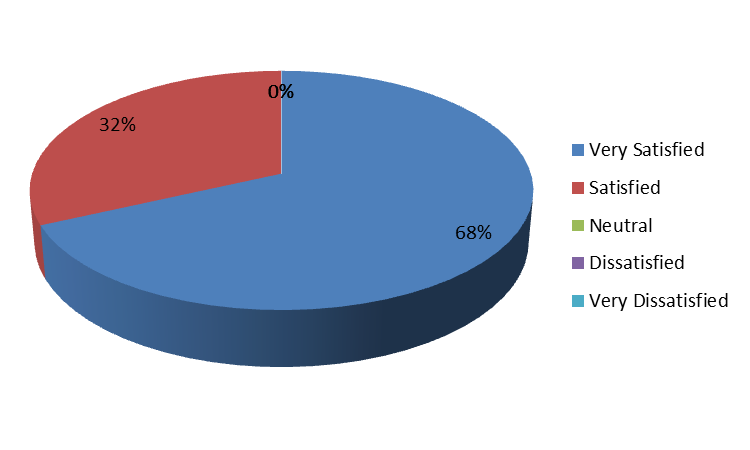 0%
32%
68%
Very Satisfied
Satisfied
Neutral
Dissatisfied
Very Dissatisfied